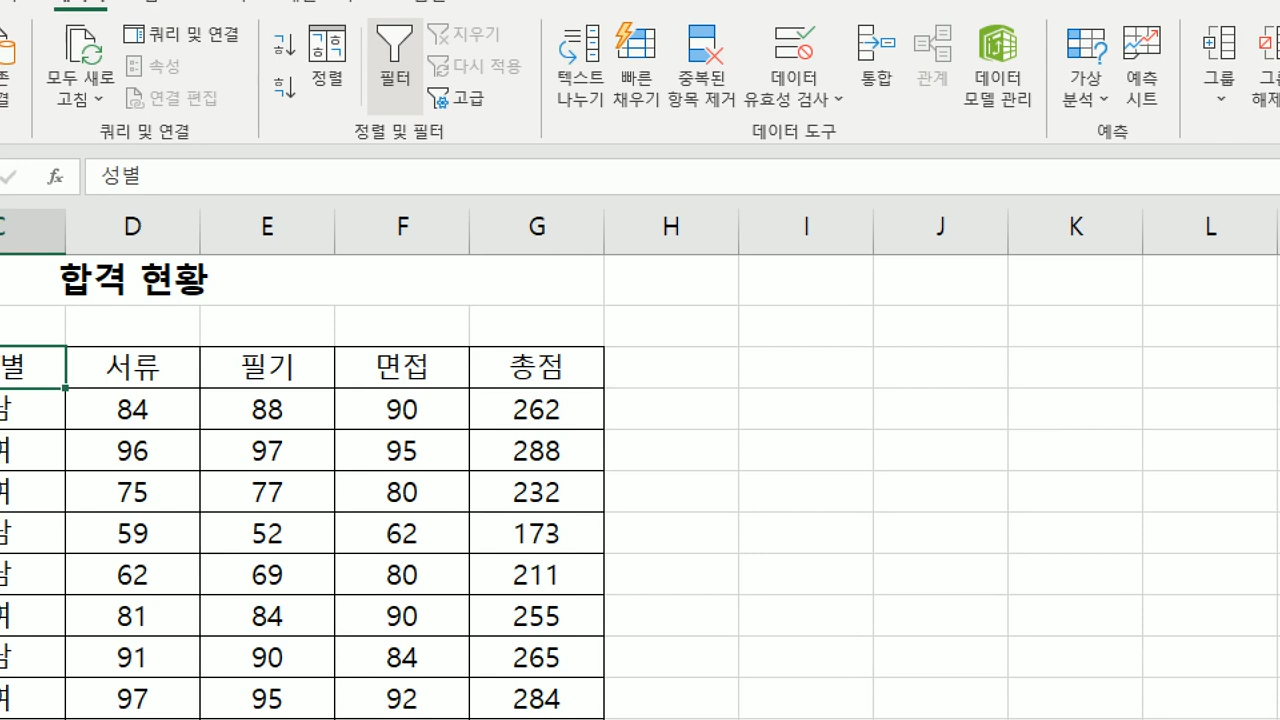 모두 새로 고침
쿼리 및 연결
속성
연결 편집
쿼리 및 연결
정렬
필터
지우기
다시 적용
고급
정렬 및 필터
텍스트 나누기
빠른 채우기
중복된 항목 제거
데이터 유효성 검사
통합
관계
데이터 모델 관리
데이터 도구
가상 분석
예측 시트
예측
그룹
fx 성별
C D E F G H I J K L
합격 현황
별 서류 필기 면접 총점
남 84 88 90 262
여 96 97 95 288
여 75 77 80 232
남 59 52 62 173
남 62 69 80 211
여 81 84 90 255
남 91 90 84 265
여 97 95 92 284